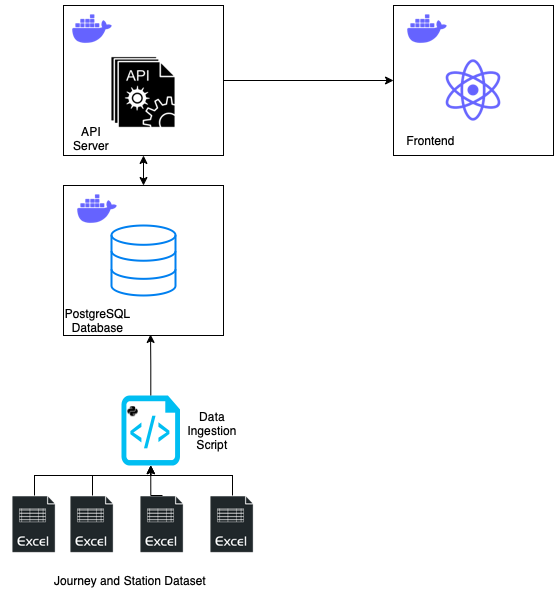 API
API
Server
Frontend
PostgreSQL
Database
</>
Data
Ingestion
Script
Excel
Excel
Excel
Excel
Journey and Station Dataset